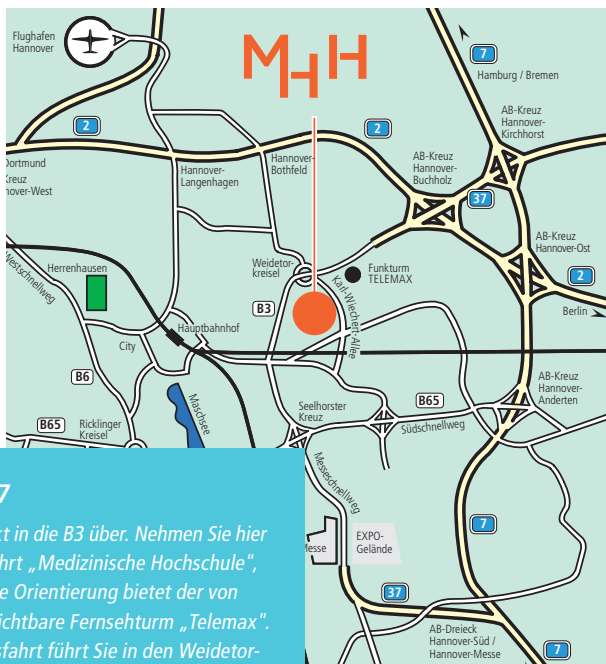 Flughafen
Hannover
MHH
7
Hamburg / Bremen
2
2
AB-Kreuz
Hannover-
Kirchhorst
Dortmund
Kreuz
nover-West
Hannover-
Langenhagen
Hannover-
Bothfeld
AB-Kreuz
Hannover-
Buchholz
37
AB-Kreuz
Hannover-Ost
Westschnellweg
Herrenhausen
Weidetor-
kreisel
Funkturm
TELEMAX
2
Karl-Wiechert-Allee
B3
Berlin
Hauptbahnhof
City
B6
AB-Kreuz
Hannover-
Anderten
Maschsee
B65
B65
Ricklinger
Kreisel
Seelhorster
Kreuz
Südschnellweg
Messeschnellweg
7
kt in die B3 über. Nehmen Sie hier
hrt „Medizinische Hochschule",
e Orientierung bietet der von
ichtbare Fernsehturm „Telemax".
sfahrt führt Sie in den Weidetor-
7
Messe
EXPO-
Gelände
37
AB-Dreieck
Hannover-Süd /
Hannover-Messe
7